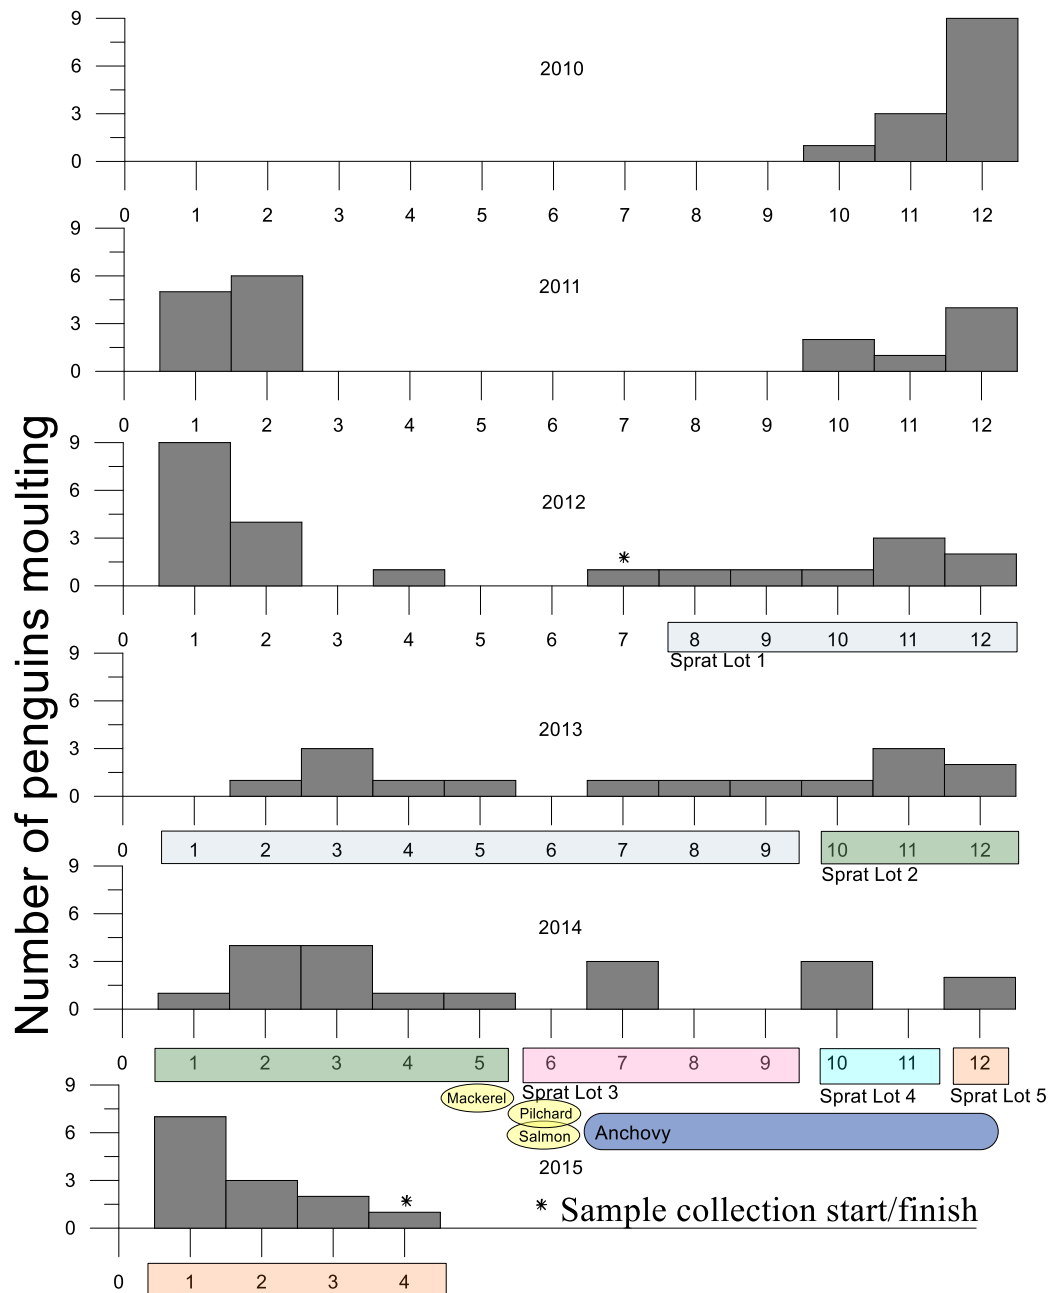 Number of penguins moulting
9
6
3
0
2010
0 1 2 3 4 5 6 7 8 9 10 11 12
9
6
3
0
2011
0 1 2 3 4 5 6 7 8 9 10 11 12
9
6
3
0
2012
*
0 1 2 3 4 5 6 7 8 9 10 11 12
Sprat Lot 1
9
6
3
0
2013
0 1 2 3 4 5 6 7 8 9 10 11 12
Sprat Lot 2
9
6
3
0
2014
0 1 2 3 4 5 6 7 8 9 10 11 12
Sprat Lot 3 Sprat Lot 4 Sprat Lot 5
Mackerel
Pilchard
Salmon
Anchovy
9
6
3
0
2015
*
* Sample collection start/finish
0 1 2 3 4